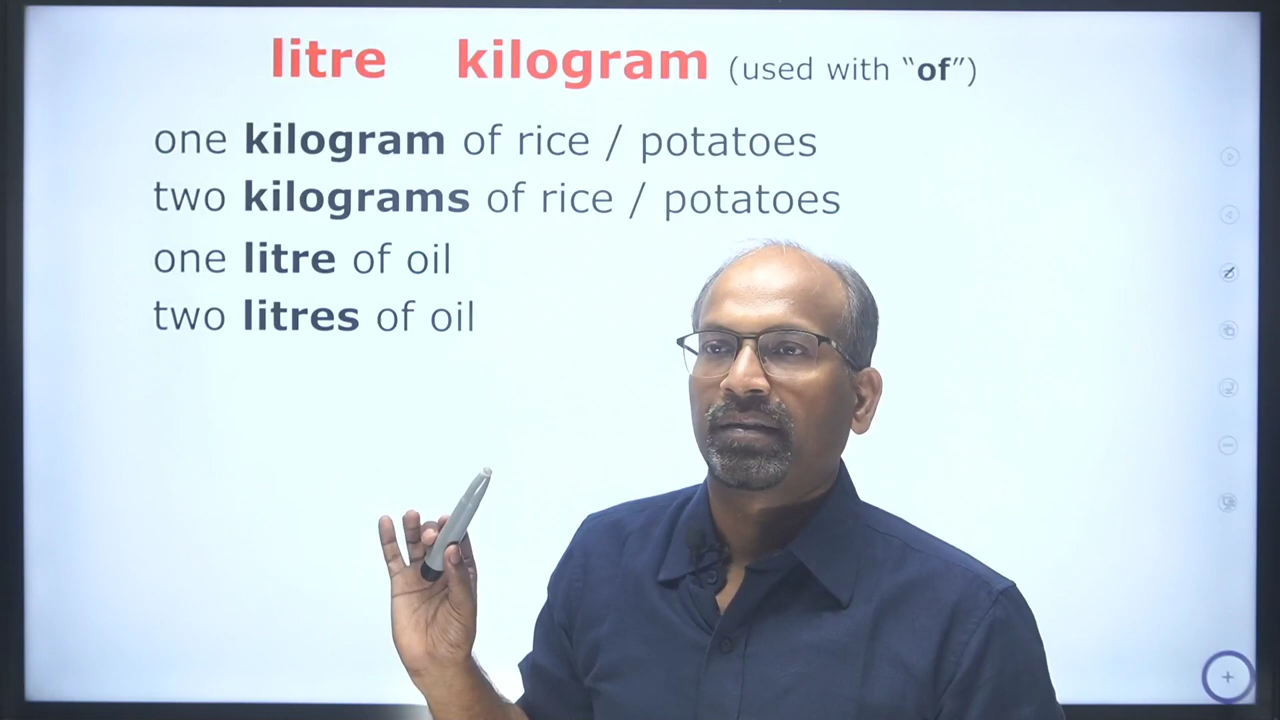 litre kilogram (used with “of”)
one kilogram of rice / potatoes
two kilograms of rice / potatoes
one litre of oil
two litres of oil